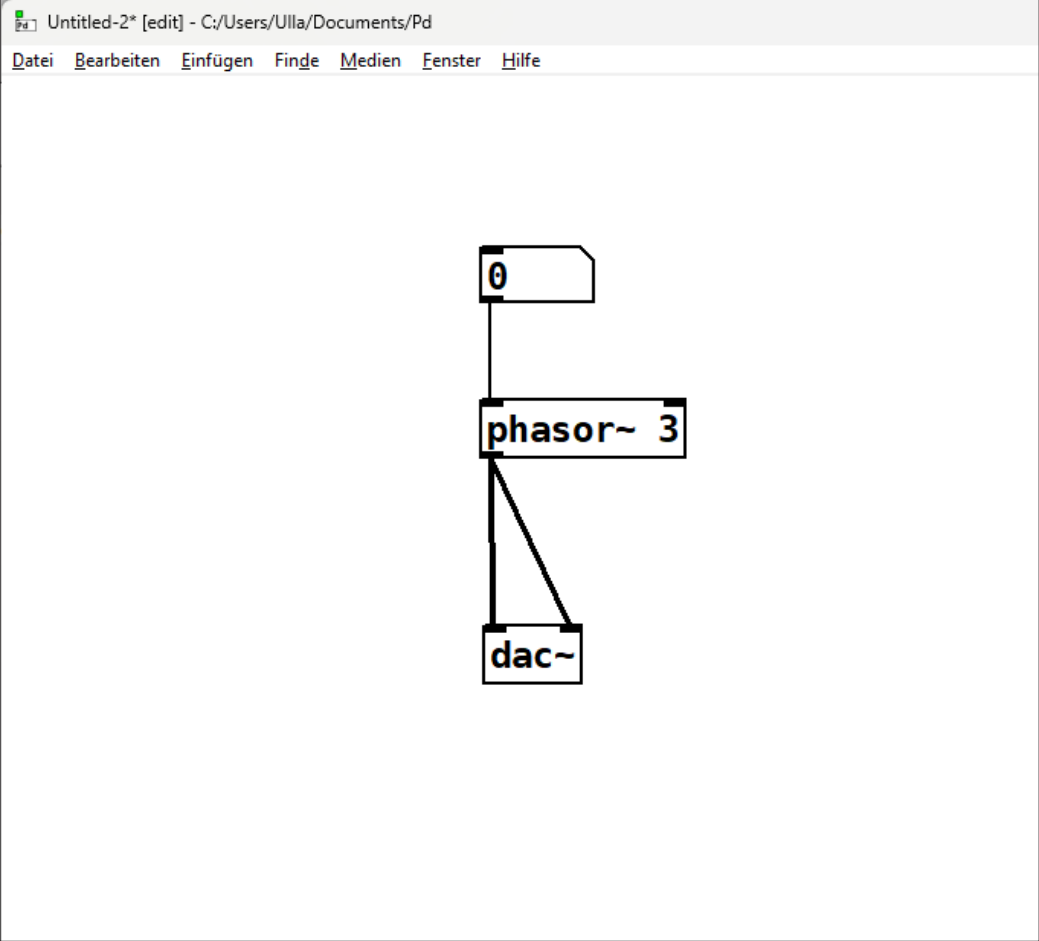 Untitled-2* [edit] - C:/Users/Ulla/Documents/Pd
Datei Bearbeiten Einfügen Finde Medien Fenster Hilfe
0
phasor~ 3
dac~